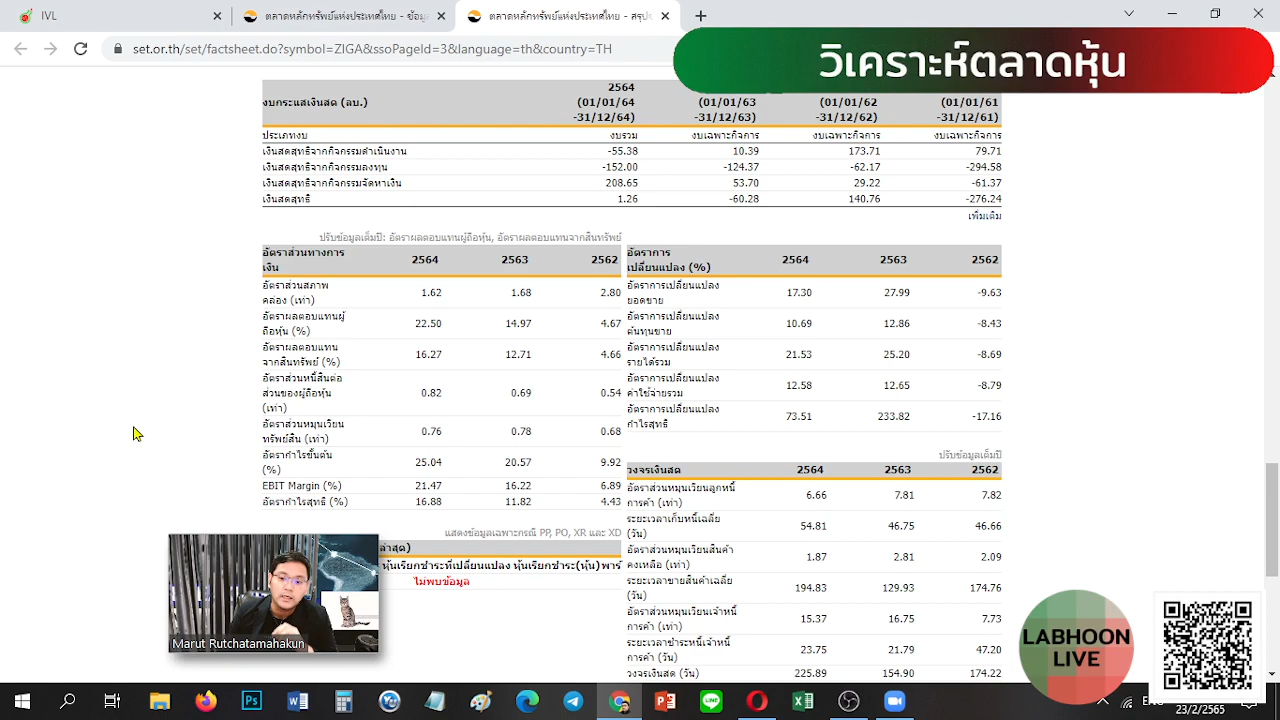 IVL
ตลาดหลักทรัพย์แห่งประเทศไทย - ข้อมู
ตลาดหลักทรัพย์แห่งประเทศไทย - สรุป
set.or.th/set/factsheet.do?symbol=ZIGA&ssoPageId=3&language=th&country=TH
วิเคราะห์ตลาดหุ้น
งบกระแสเงินสด (ลบ.) 2564 (01/01/64 -31/12/64) (01/01/63 -31/12/63) (01/01/62 -31/12/62) (01/01/61 -31/12/61)
ประเภทงบ งบรวม งบเฉพาะกิจการ งบเฉพาะกิจการ งบเฉพาะกิจการ
เงินสดสุทธิจากกิจกรรมดำเนินงาน -55.38 10.39 173.71 79.71
เงินสดสุทธิจากกิจกรรมลงทุน -152.00 -124.37 -62.17 -294.58
เงินสดสุทธิจากกิจกรรมจัดหาเงิน 208.65 53.70 29.22 -61.37
เงินสดสุทธิ 1.26 -60.28 140.76 -276.24
เพิ่มเติม
ปรับข้อมูลเต็มปี: อัตราผลตอบแทนผู้ถือหุ้น, อัตราผลตอบแทนจากสินทรัพย์
อัตราส่วนทางการ
เงิน 2564 2563 2562
อัตราส่วนสภาพ
คล่อง (เท่า) 1.62 1.68 2.80
อัตราผลตอบแทนผู้
ถือหุ้น (%) 22.50 14.97 4.67
อัตราผลตอบแทน
จากสินทรัพย์ (%) 16.27 12.71 4.66
อัตราส่วนหนี้สินต่อ
ส่วนของผู้ถือหุ้น 0.82 0.69 0.54
(เท่า)
อัตราส่วนหมุนเวียน
ทรัพย์สิน (เท่า) 0.76 0.78 0.68
อัตรากำไรขั้นต้น
(%) 25.04 20.57 9.92
EBIT Margin (%) 21.47 16.22 6.89
อัตรากำไรสุทธิ (%) 16.88 11.82 4.43
แสดงข้อมูลเฉพาะกรณี PP, PO, XR และ XD
ล่าสุด)
หุ้นเรียกชำระที่เปลี่ยนแปลง หุ้นเรียกชำระ(หุ้น) พาร์
ไม่พบข้อมูล
อัตราการ
เปลี่ยนแปลง (%) 2564 2563 2562
อัตราการเปลี่ยนแปลง
ยอดขาย 17.30 27.99 -9.63
อัตราการเปลี่ยนแปลง
ต้นทุนขาย 10.69 12.86 -8.43
อัตราการเปลี่ยนแปลง
รายได้รวม 21.53 25.20 -8.69
อัตราการเปลี่ยนแปลง
ค่าใช้จ่ายรวม 12.58 12.65 -8.79
อัตราการเปลี่ยนแปลง
กำไรสุทธิ 73.51 233.82 -17.16
ปรับข้อมูลเต็มปี
วงจรเงินสด 2564 2563 2562
อัตราส่วนหมุนเวียนลูกหนี้
การค้า (เท่า) 6.66 7.81 7.82
ระยะเวลาเก็บหนี้เฉลี่ย
(วัน) 54.81 46.75 46.66
อัตราส่วนหมุนเวียนสินค้า
คงเหลือ (เท่า) 1.87 2.81 2.09
ระยะเวลาขายสินค้าเฉลี่ย
(วัน) 194.83 129.93 174.76
อัตราส่วนหมุนเวียนเจ้าหนี้
การค้า (เท่า) 15.37 16.75 7.73
ระยะเวลาชำระหนี้เจ้าหนี้
การค้า (วัน) 23.75 21.79 47.20
วงจรเงินสด (วัน) 225.89 154.90 174.22
Marut Rutchatamahakun
LABHOON
LIVE
23/2/2565